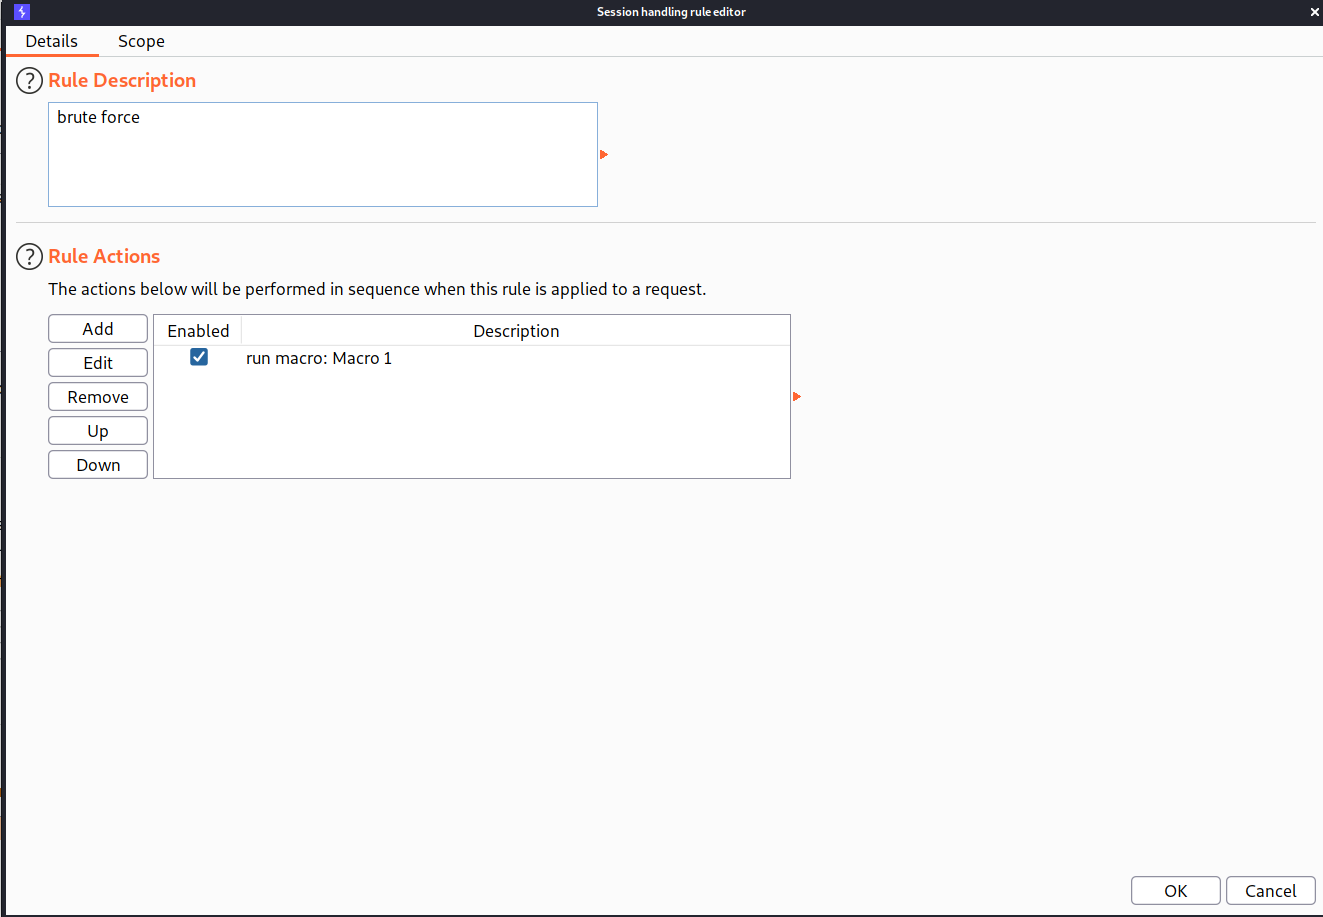 Session handling rule editor
Details Scope
? Rule Description
brute force
? Rule Actions
The actions below will be performed in sequence when this rule is applied to a request.
Add
Edit
Remove
Up
Down
Enabled Description
run macro: Macro 1
OK Cancel